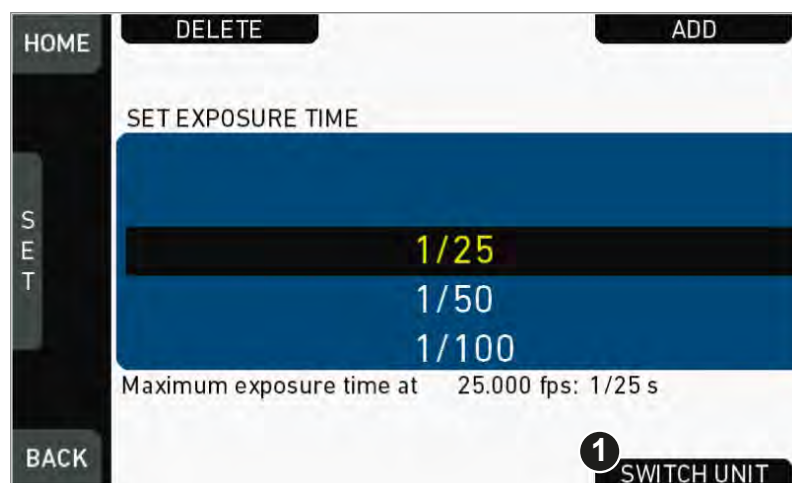 HOME
DELETE
ADD
SET EXPOSURE TIME
SET
1/25
1/50
1/100
Maximum exposure time at 25.000 fps: 1/25 s
BACK
1
SWITCH UNIT